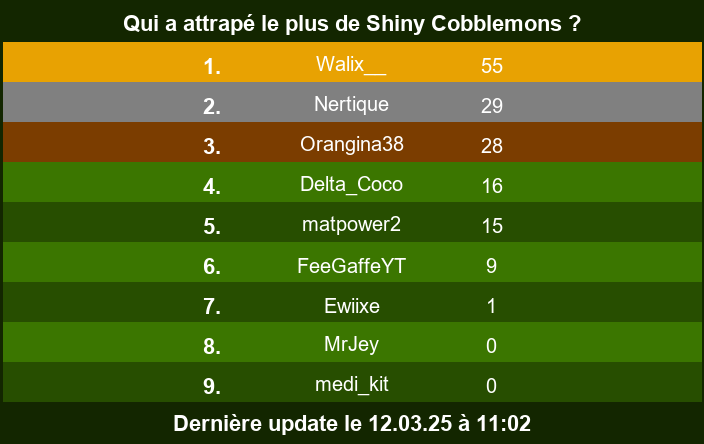 Qui a attrapé le plus de Shiny Cobblemons ?
1. Walix__ 55
2. Nertique 29
3. Orangina38 28
4. Delta_Coco 16
5. matpower2 15
6. FeeGaffeYT 9
7. Ewiixe 1
8. MrJey 0
9. medi_kit 0
Dernière update le 12.03.25 à 11:02